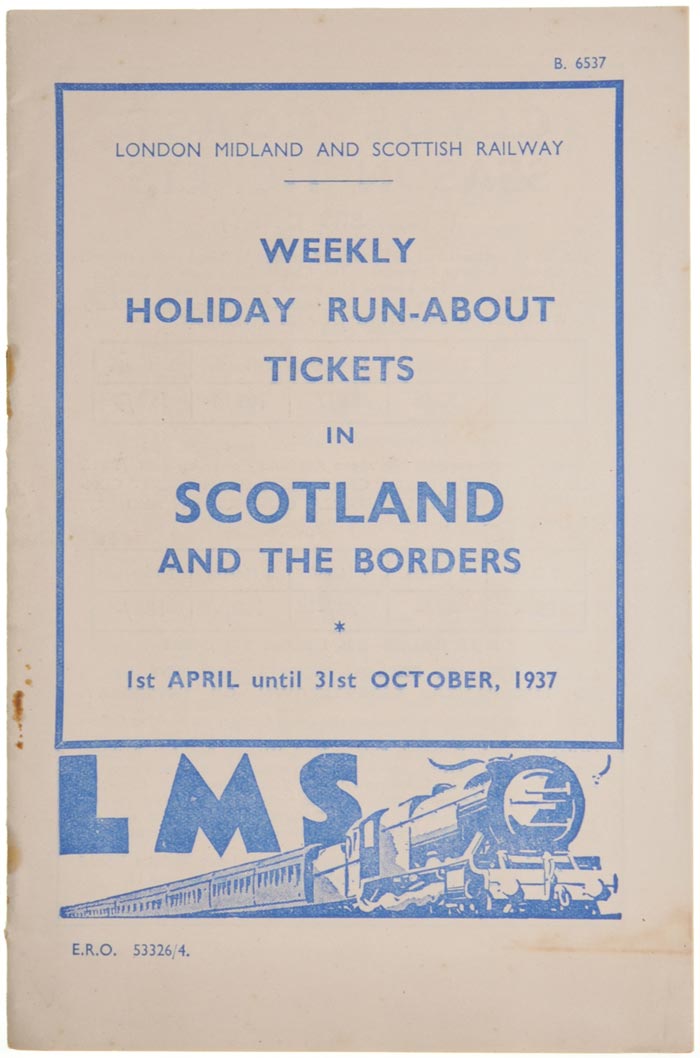 B. 6537
LONDON MIDLAND AND SCOTTISH RAILWAY
WEEKLY
HOLIDAY RUN-ABOUT
TICKETS
IN
SCOTLAND
AND THE BORDERS
*
1st APRIL until 31st OCTOBER, 1937
LMS
E.R.O. 53326/4.